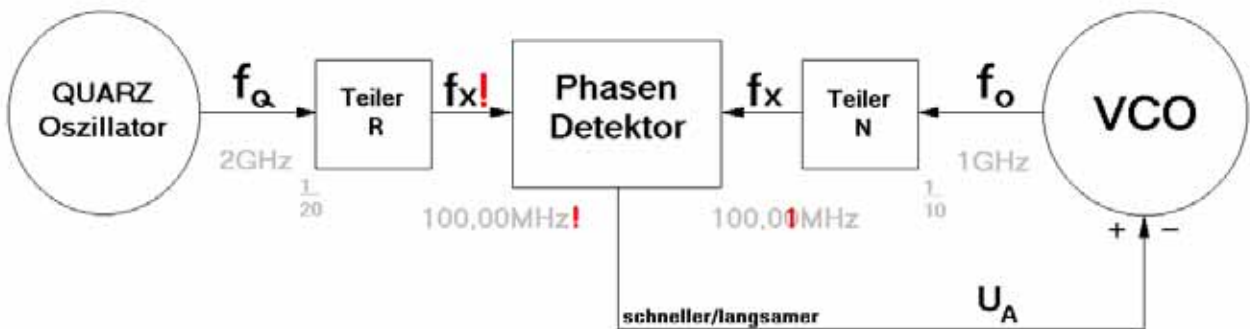 QUARZ
Oszillator
fQ
2GHz
Teiler
R
1
20
fx!
100,00MHz!
Phasen
Detektor
fx
100,01MHz
Teiler
N
1
10
fO
1GHz
VCO
+ -
schneller/langsamer
UA